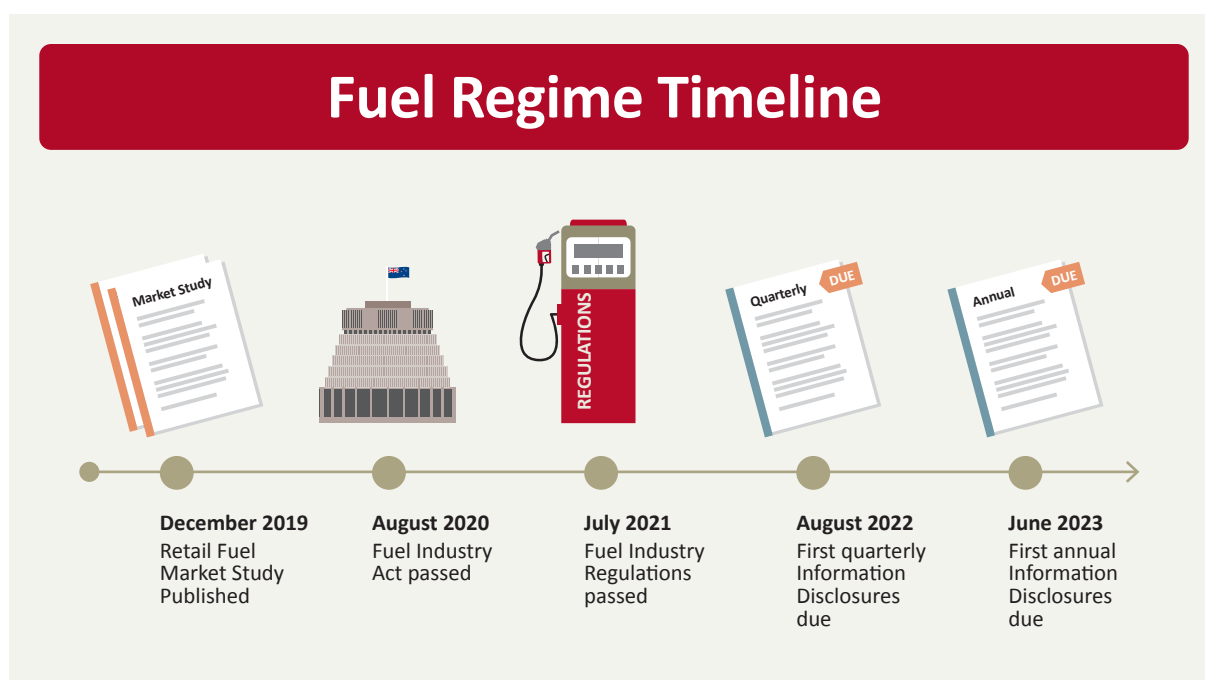 Fuel Regime Timeline
Market Study
REGULATIONS
Quarterly
DUE
Annual
DUE
December 2019
Retail Fuel
Market Study
Published
August 2020
Fuel Industry
Act passed
July 2021
Fuel Industry
Regulations
passed
August 2022
First quarterly
Information
Disclosures
due
June 2023
First annual
Information
Disclosures
due